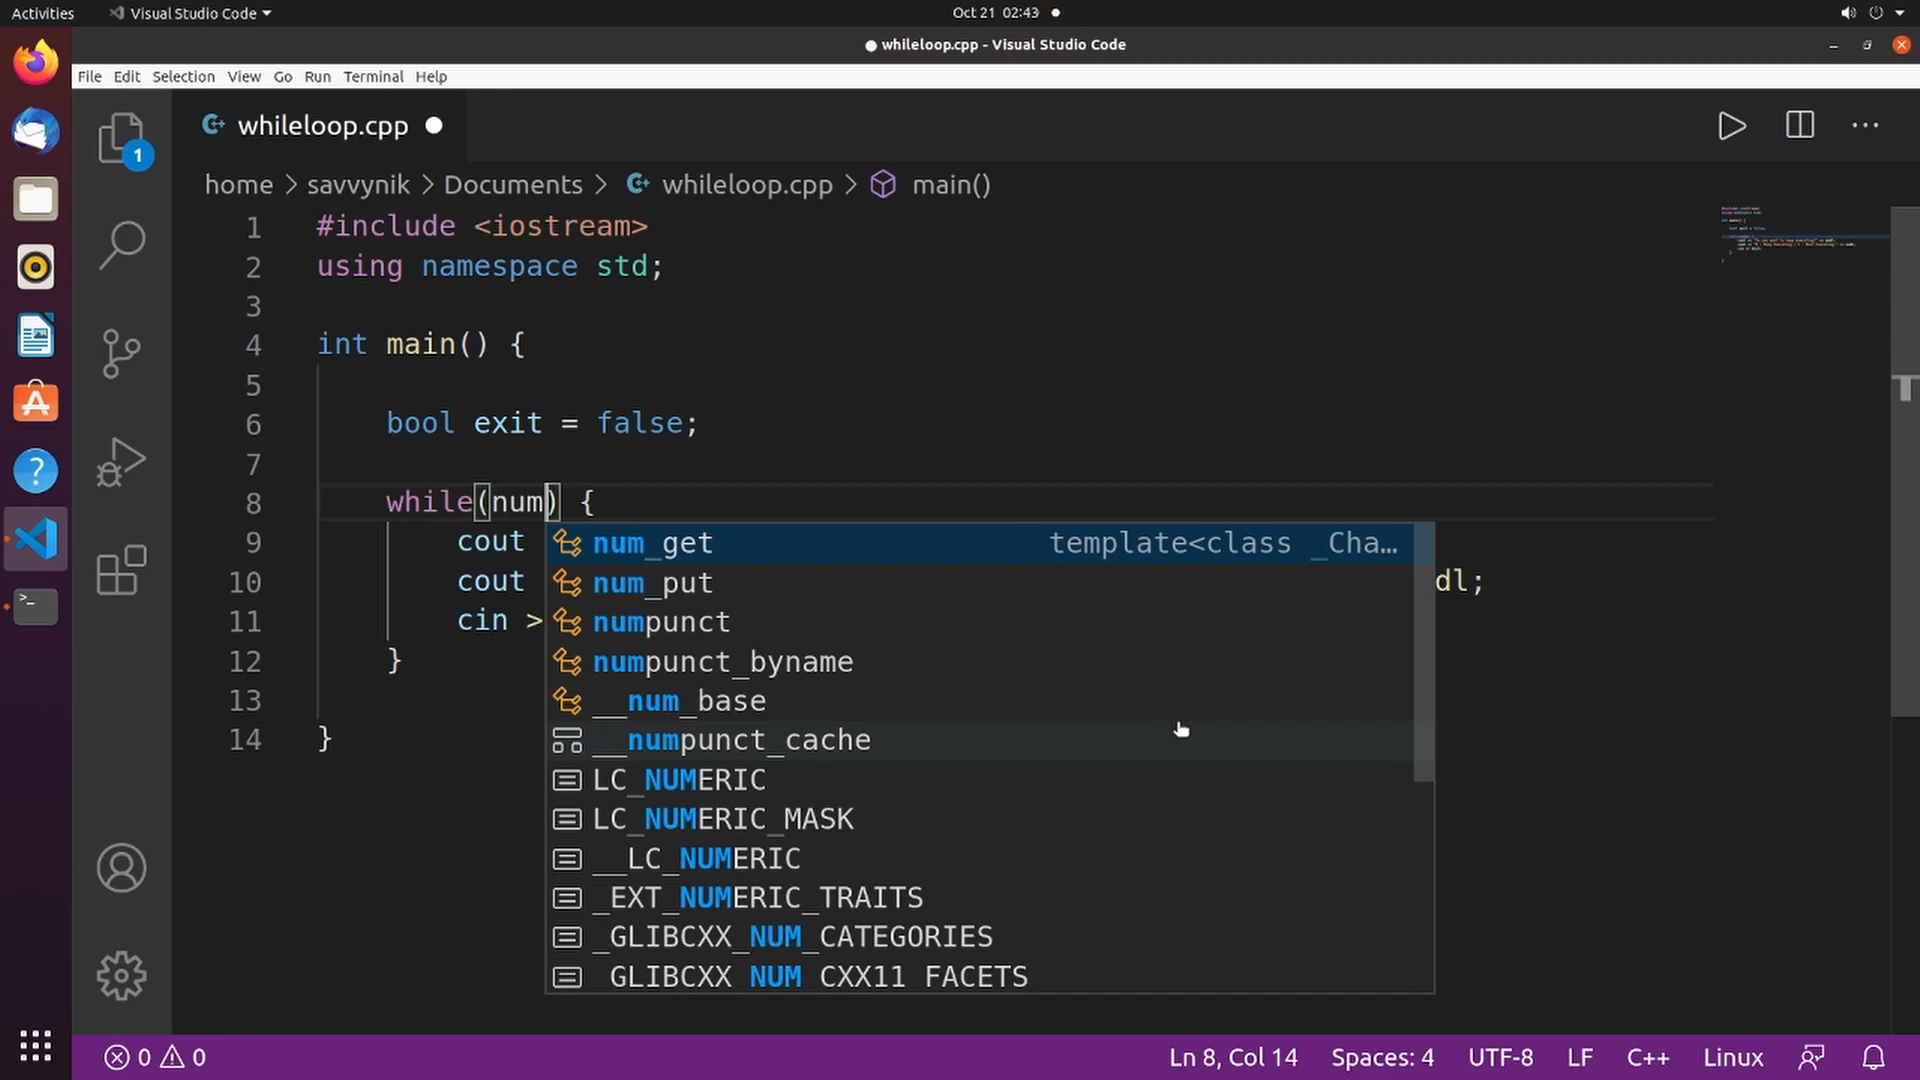 Activities
Visual Studio Code
Oct 21 02:43
whileloop.cpp - Visual Studio Code
File Edit Selection View Go Run Terminal Help
1
whileloop.cpp
home > savvynik > Documents > whileloop.cpp > main()
1 #include <iostream>
2 using namespace std;
3
4 int main() {
5
6 bool exit = false;
7
8 while(num) {
9 cout
10 cout dl;
11 cin >
12 }
13
14 }
num_get template<class _Cha...
num_put
numpunct
numpunct_byname
__num_base
__numpunct_cache
LC_NUMERIC
LC_NUMERIC_MASK
__LC_NUMERIC
_EXT_NUMERIC_TRAITS
_GLIBCXX_NUM_CATEGORIES
_GLIBCXX_NUM_CXX11_FACETS
0 0
Ln 8, Col 14 Spaces: 4 UTF-8 LF C++ Linux